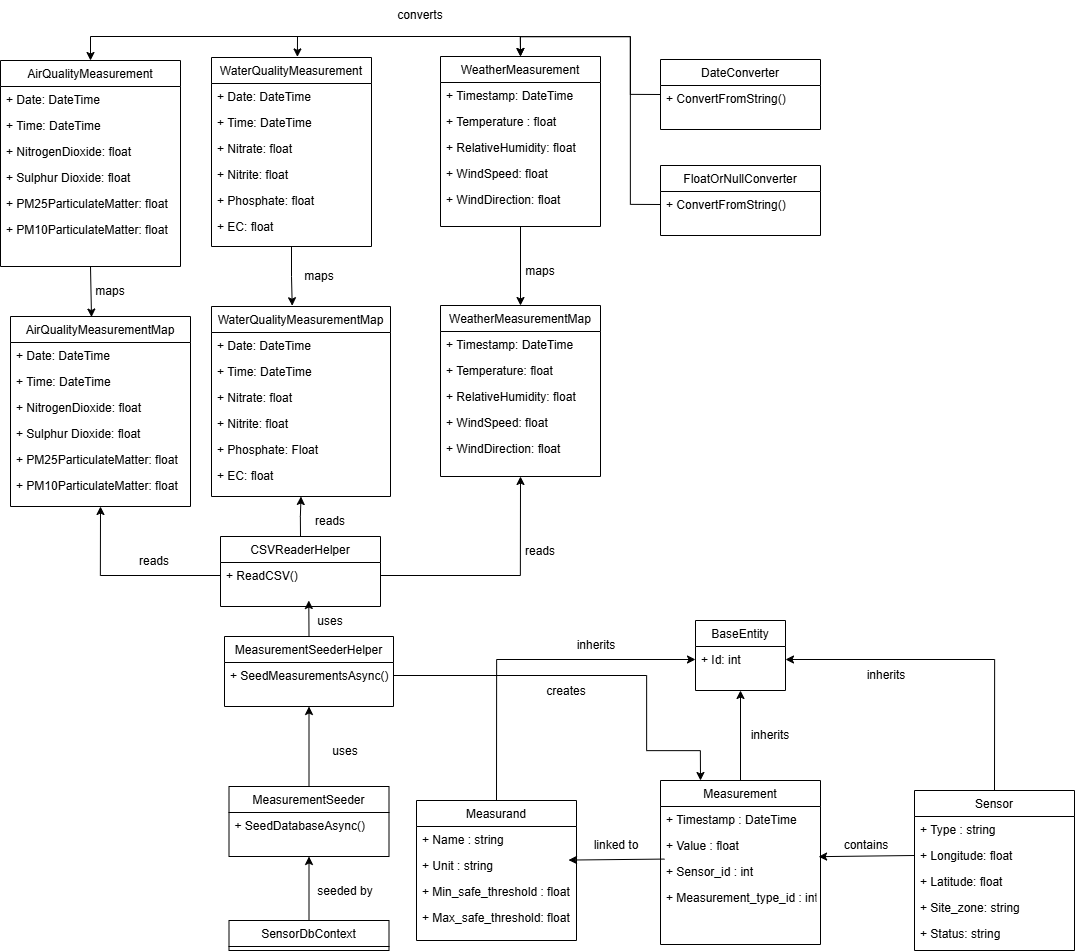 converts
AirQualityMeasurement
+ Date: DateTime
+ Time: DateTime
+ NitrogenDioxide: float
+ Sulphur Dioxide: float
+ PM25ParticulateMatter: float
+ PM10ParticulateMatter: float
WaterQualityMeasurement
+ Date: DateTime
+ Time: DateTime
+ Nitrate: float
+ Nitrite: float
+ Phosphate: float
+ EC: float
WeatherMeasurement
+ Timestamp: DateTime
+ Temperature : float
+ RelativeHumidity: float
+ WindSpeed: float
+ WindDirection: float
DateConverter
+ ConvertFromString()
FloatOrNullConverter
+ ConvertFromString()
maps
maps
maps
AirQualityMeasurementMap
+ Date: DateTime
+ Time: DateTime
+ NitrogenDioxide: float
+ Sulphur Dioxide: float
+ PM25ParticulateMatter: float
+ PM10ParticulateMatter: float
WaterQualityMeasurementMap
+ Date: DateTime
+ Time: DateTime
+ Nitrate: float
+ Nitrite: float
+ Phosphate: Float
+ EC: float
WeatherMeasurementMap
+ Timestamp: DateTime
+ Temperature: float
+ RelativeHumidity: float
+ WindSpeed: float
+ WindDirection: float
reads
reads
reads
CSVReaderHelper
+ ReadCSV()
uses
MeasurementSeederHelper
+ SeedMeasurementsAsync()
inherits
creates
BaseEntity
+ Id: int
inherits
inherits
uses
MeasurementSeeder
+ SeedDatabaseAsync()
seeded by
SensorDbContext
Measurand
+ Name : string
+ Unit : string
+ Min_safe_threshold : float
+ Max_safe_threshold: float
linked to
Measurement
+ Timestamp : DateTime
+ Value : float
+ Sensor_id : int
+ Measurement_type_id : int
contains
Sensor
+ Type : string
+ Longitude: float
+ Latitude: float
+ Site_zone: string
+ Status: string